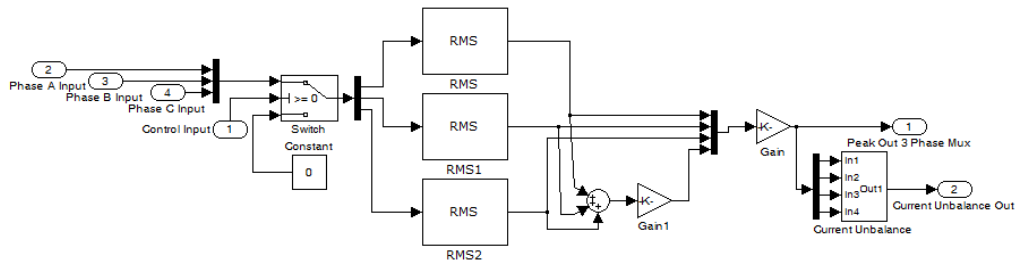 2
Phase A Input
3
Phase B Input
4
Phase C Input
Control Input
1
>= 0
Switch
Constant
0
RMS
RMS
RMS
RMS1
RMS
RMS2
+
+
+
-K-
Gain1
-K-
Gain
1
Peak Out 3 Phase Mux
In1
In2
In3
In4
Out1
Current Unbalance
2
Current Unbalance Out